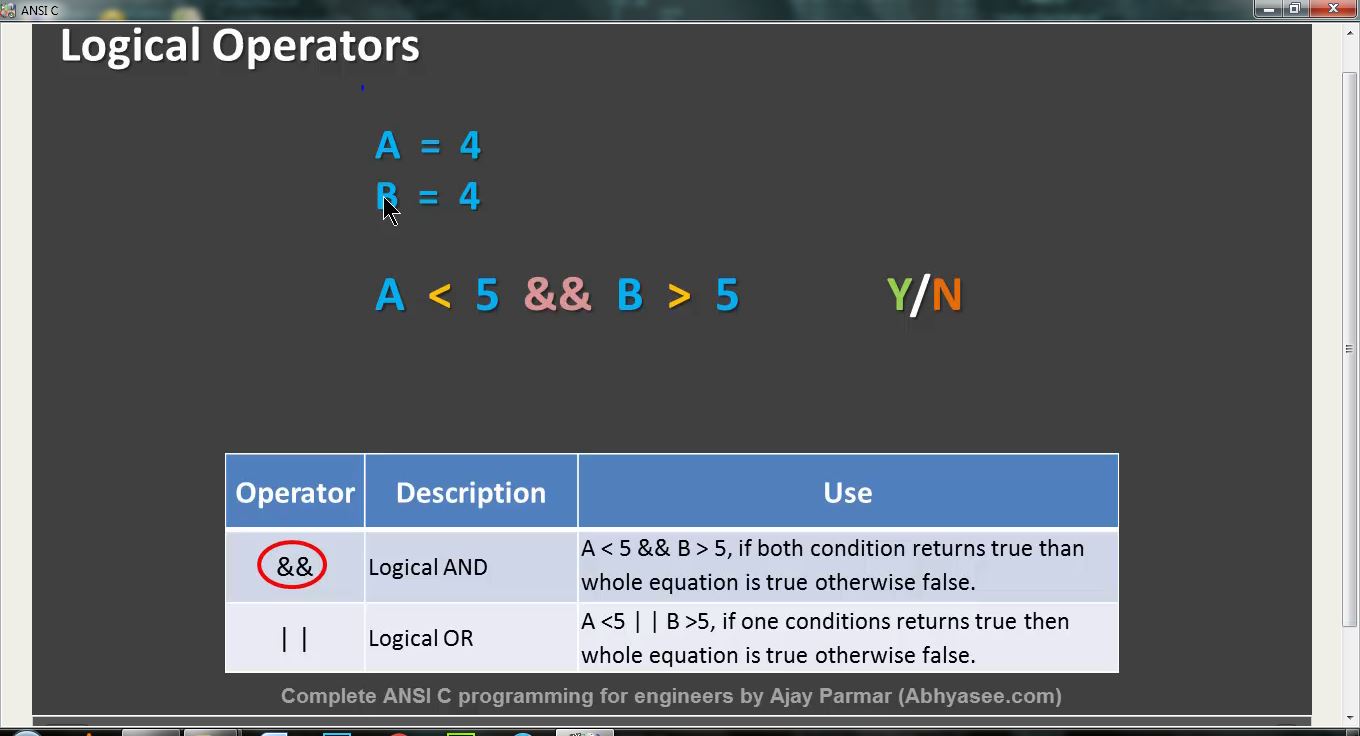 ANSI C
Logical Operators
A = 4
B = 4
A < 5 && B > 5 Y/N
Operator Description Use
&& Logical AND A < 5 && B > 5, if both condition returns true than
whole equation is true otherwise false.
| | Logical OR A <5 | | B >5, if one conditions returns true then
whole equation is true otherwise false.
Complete ANSI C programming for engineers by Ajay Parmar (Abhyasee.com)